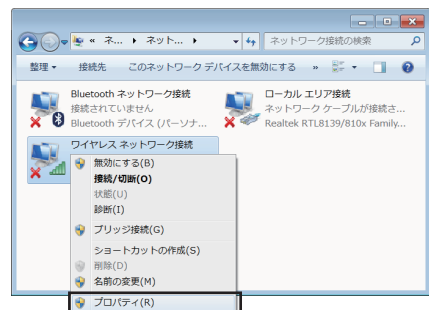 « ネ... ▸ ネット... ▸
ネットワーク接続の検索
整理 接続先 このネットワーク デバイスを無効にする »
Bluetooth ネットワーク接続
接続されていません
Bluetooth デバイス (パーソナ...
ローカル エリア接続
ネットワーク ケーブルが接続さ...
Realtek RTL8139/810x Family...
ワイヤレス ネットワーク接続
無効にする(B)
接続/切断(O)
状態(U)
診断(I)
ブリッジ接続(G)
ショートカットの作成(S)
削除(D)
名前の変更(M)
プロパティ(R)